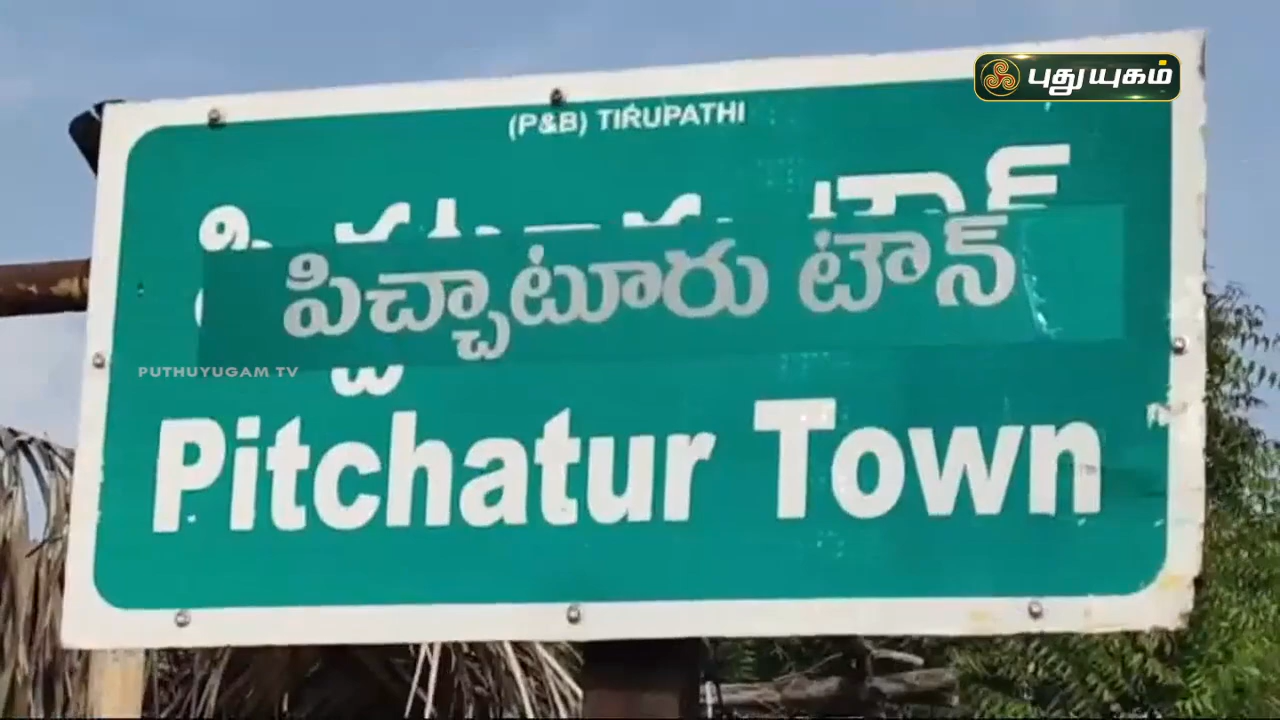 புதுயுகம்
(P&B) TIRUPATHI
పిచ్చాటూరు టౌన్
PUTHUYUGAM TV
Pitchatur Town